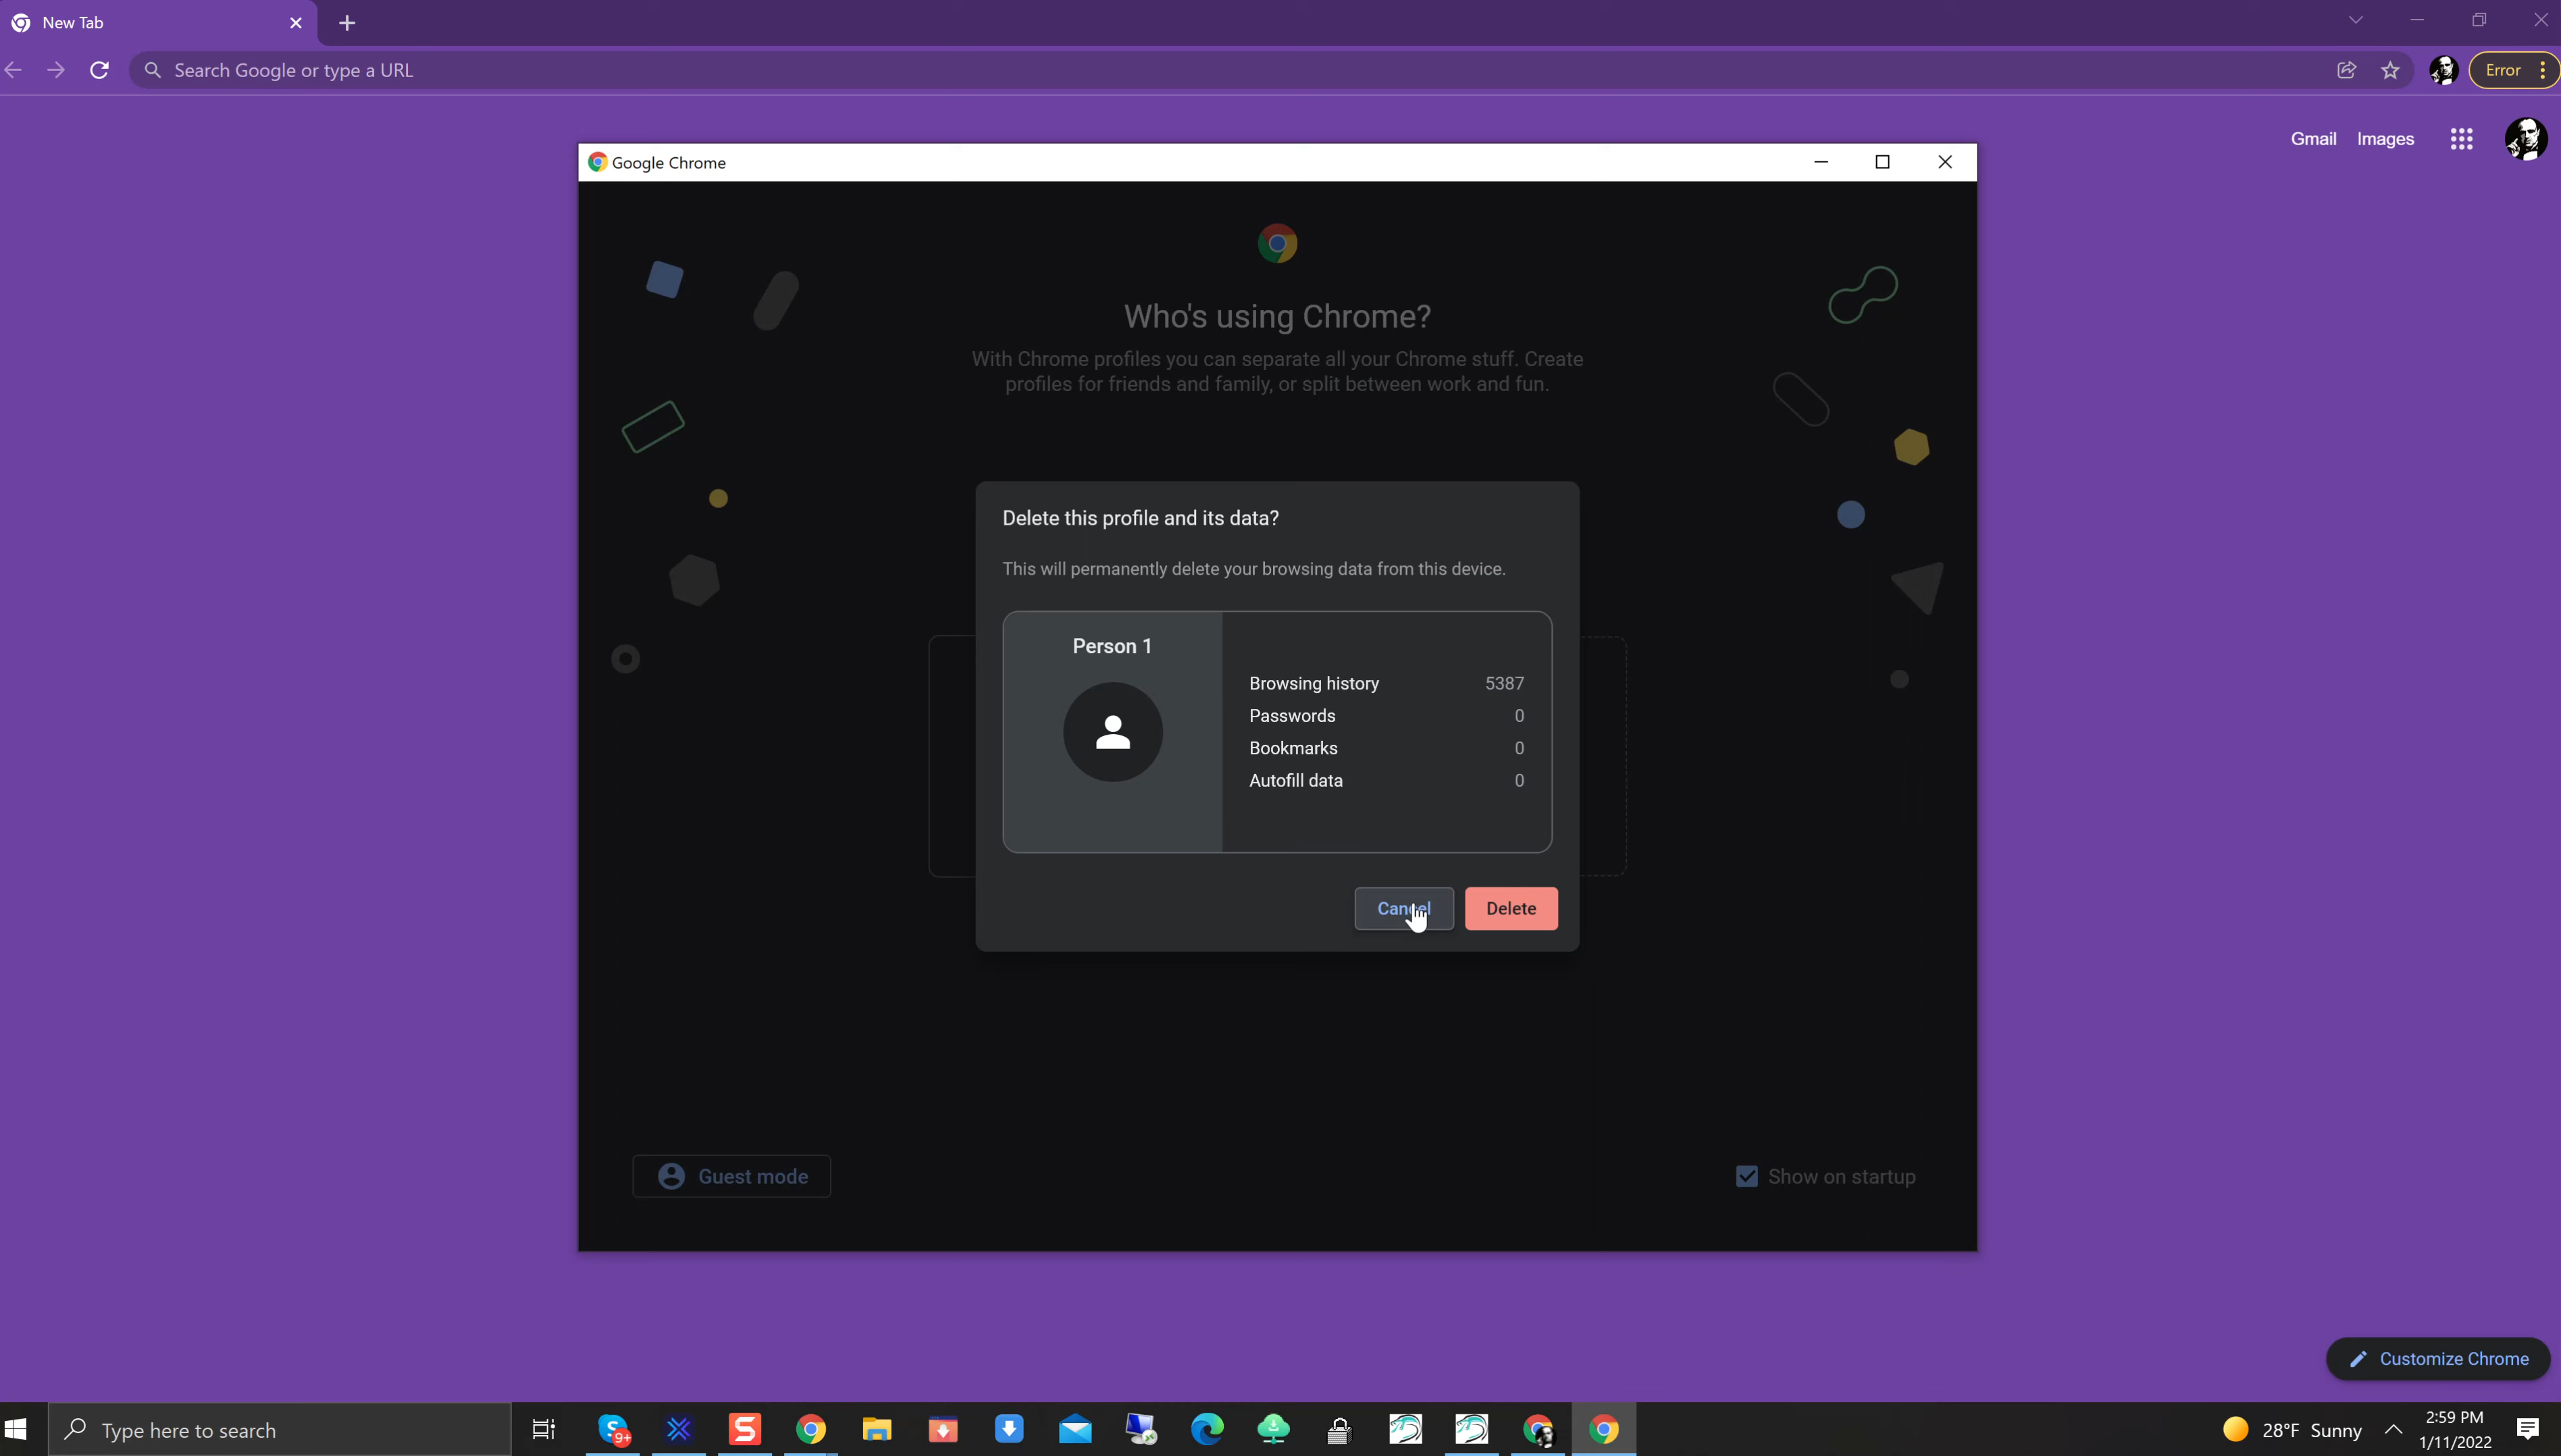 New Tab
Search Google or type a URL
Error
Gmail Images
Google Chrome
Who's using Chrome?
With Chrome profiles you can separate all your Chrome stuff. Create
profiles for friends and family, or split between work and fun.
Delete this profile and its data?
This will permanently delete your browsing data from this device.
Person 1
Browsing history 5387
Passwords 0
Bookmarks 0
Autofill data 0
Cancel Delete
Guest mode
Show on startup
Customize Chrome
Type here to search
S 9+
S
28°F Sunny
2:59 PM
1/11/2022